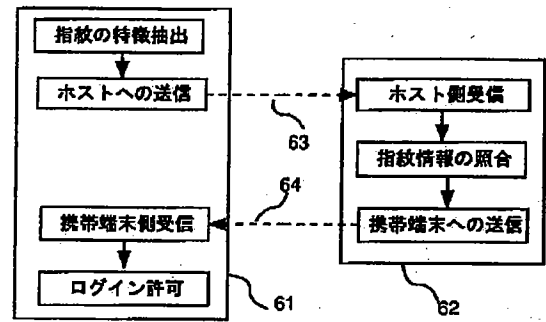 指紋の特徴抽出
ホストへの送信
63
ホスト側受信
指紋情報の照合
携帯端末への送信
64
携帯端末側受信
ログイン許可
61
62